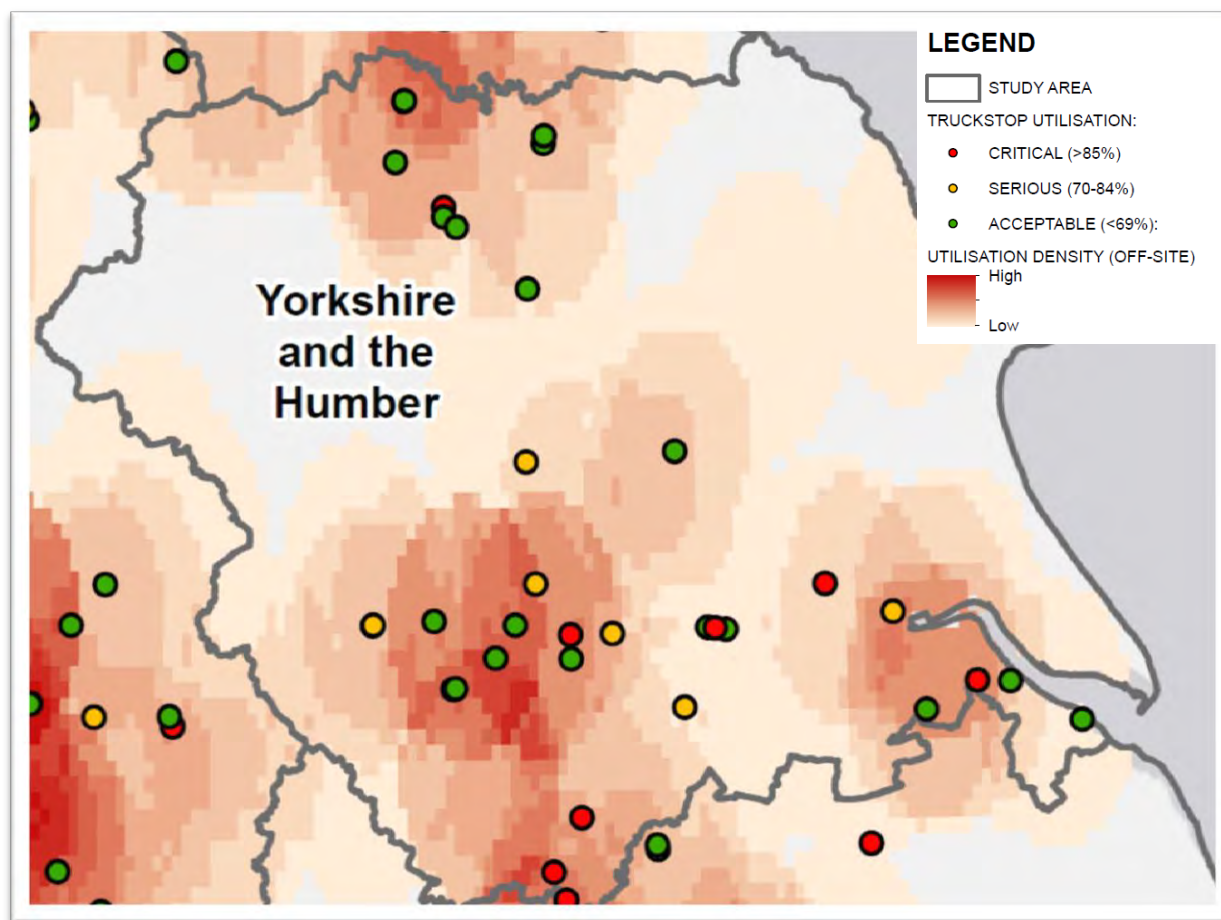 LEGEND
STUDY AREA
TRUCKSTOP UTILISATION:
CRITICAL (>85%)
SERIOUS (70-84%)
ACCEPTABLE (<69%):
UTILISATION DENSITY (OFF-SITE)
High
Low
Yorkshire
and the
Humber